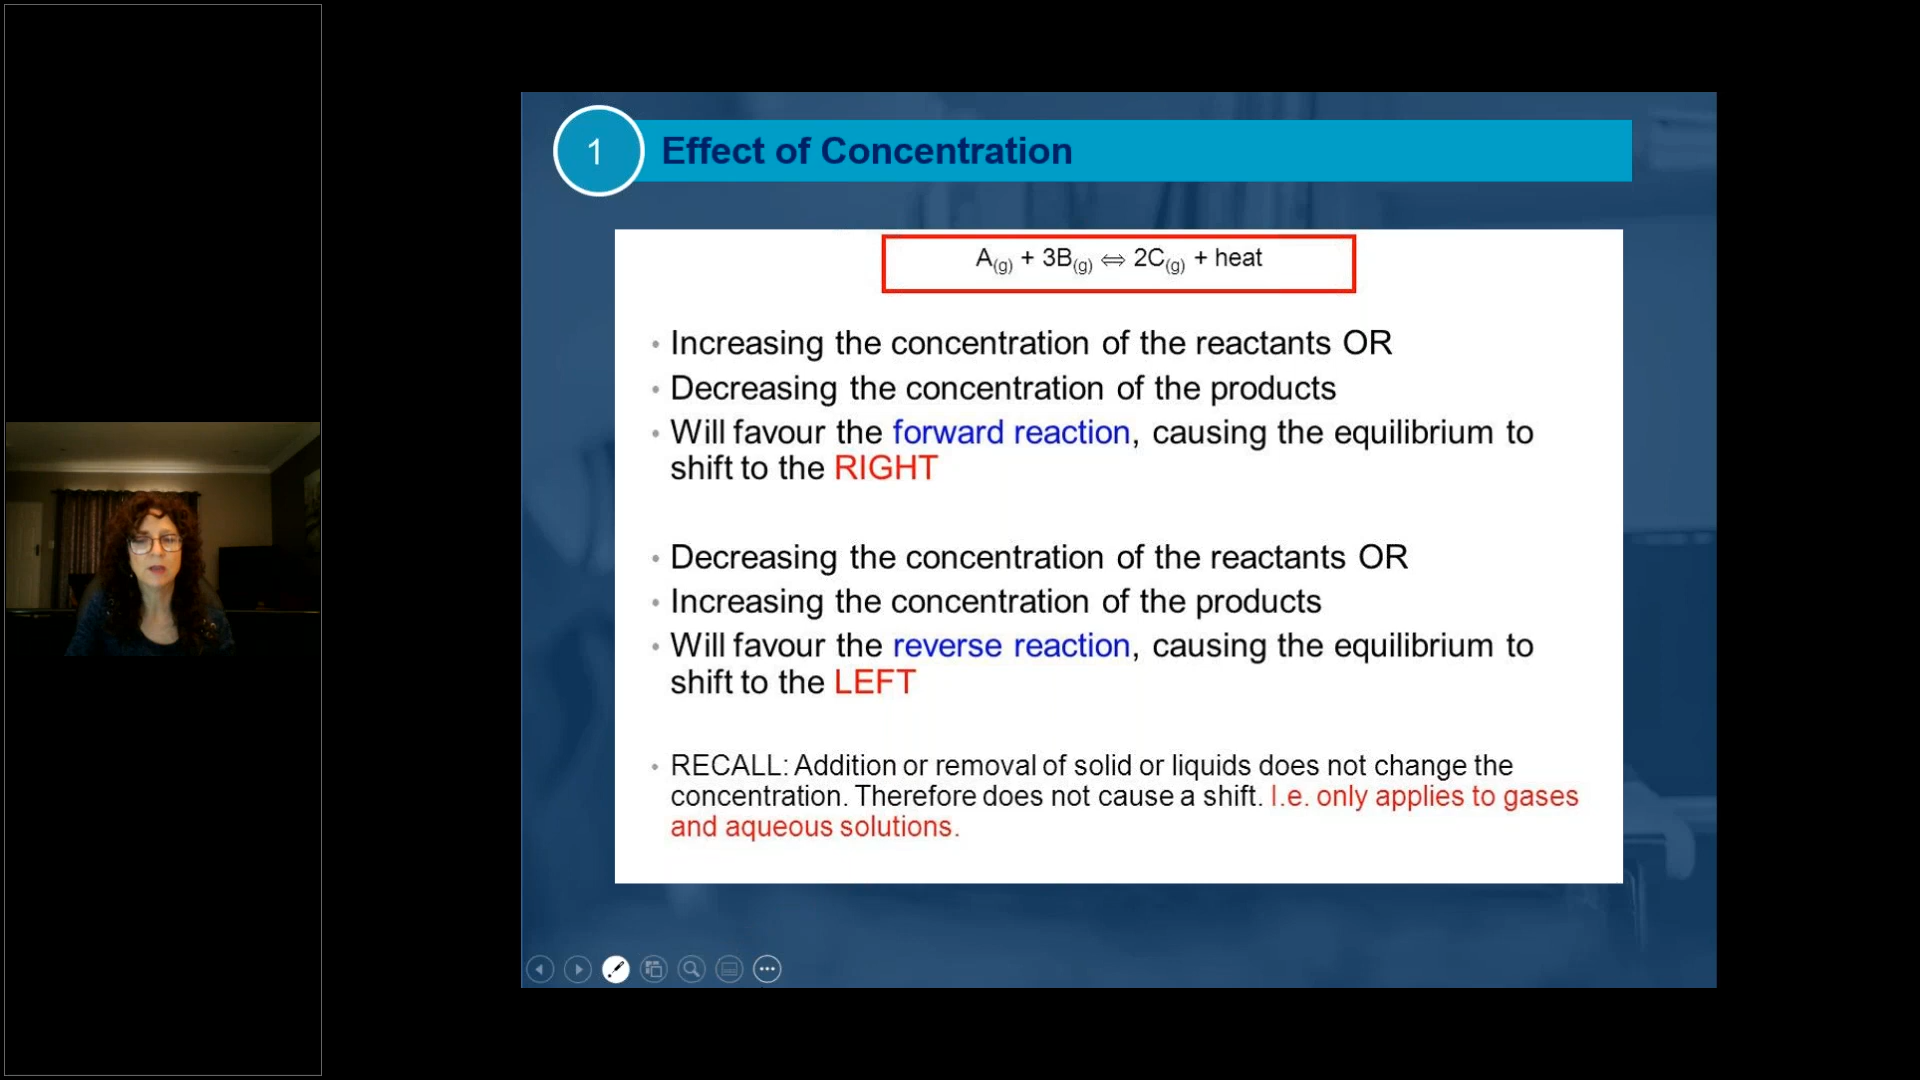 1
Effect of Concentration
A(g) + 3B(g) ⇔ 2C(g) + heat
• Increasing the concentration of the reactants OR
• Decreasing the concentration of the products
• Will favour the forward reaction, causing the equilibrium to
shift to the RIGHT
• Decreasing the concentration of the reactants OR
• Increasing the concentration of the products
• Will favour the reverse reaction, causing the equilibrium to
shift to the LEFT
• RECALL: Addition or removal of solid or liquids does not change the
concentration. Therefore does not cause a shift. I.e. only applies to gases
and aqueous solutions.